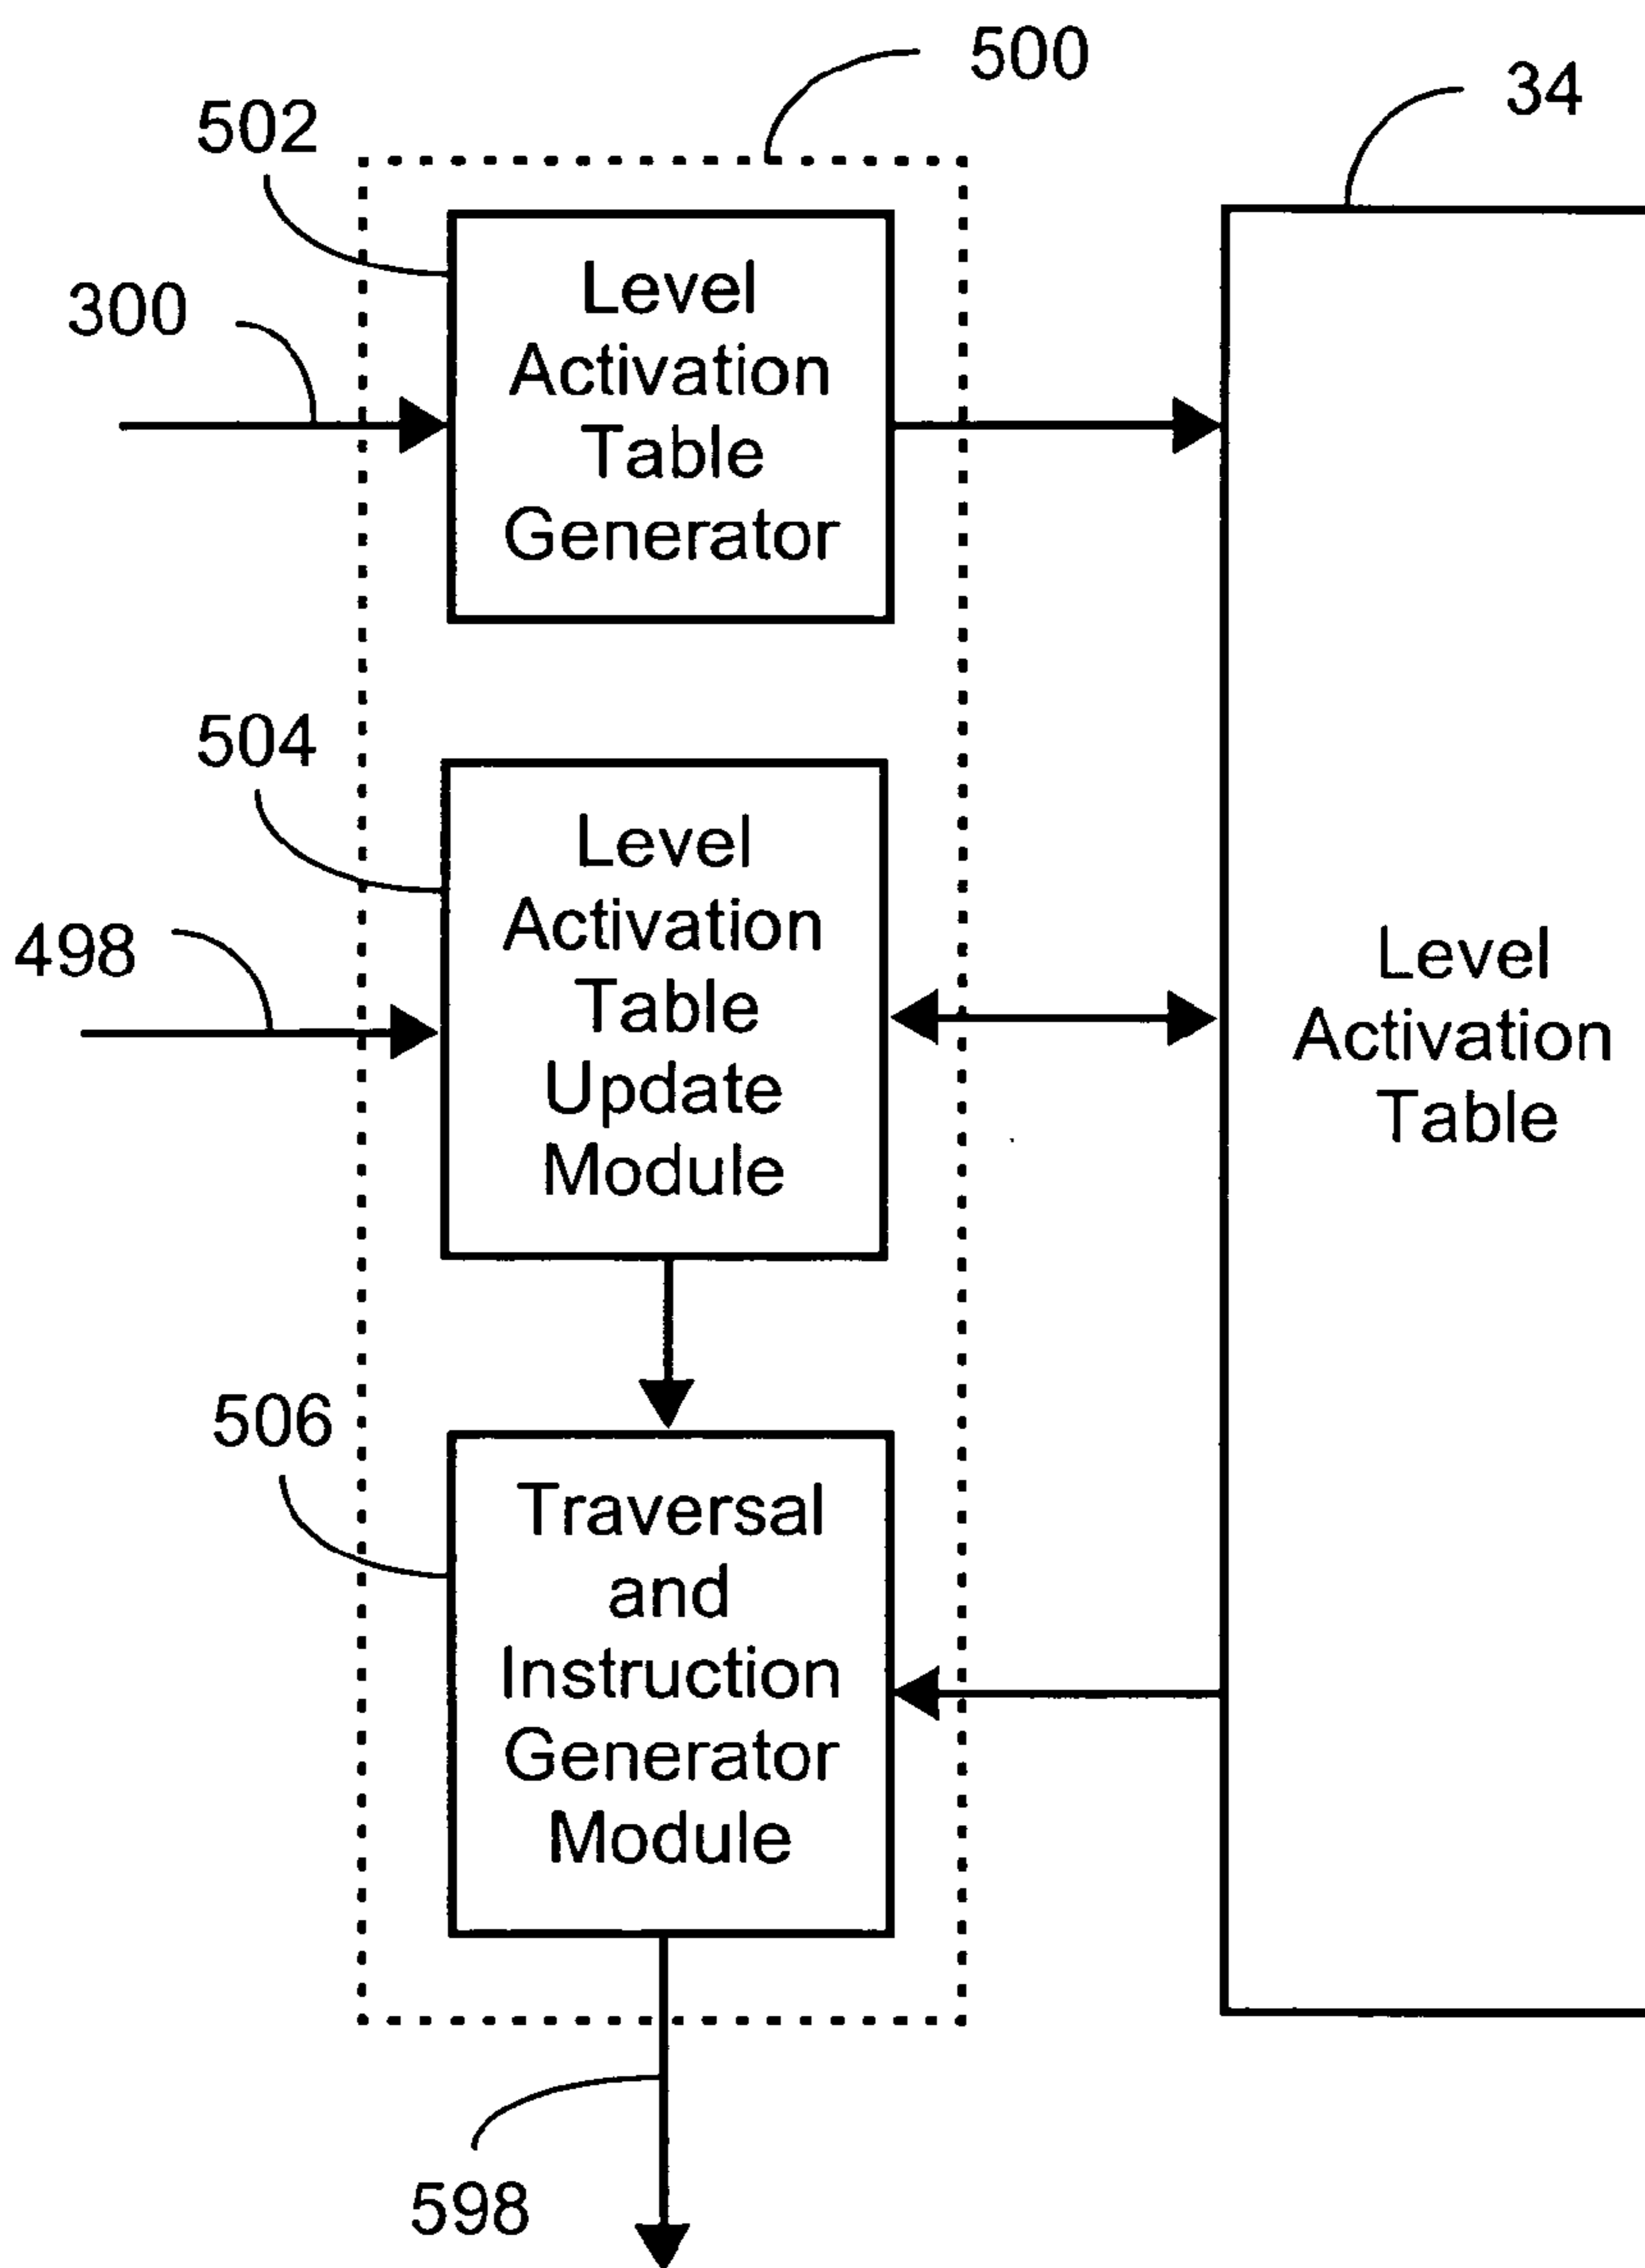 500
34
502
Level
Activation
Table
Generator
300
504
Level
Activation
Table
Update
Module
498
Level
Activation
Table
506
Traversal
and
Instruction
Generator
Module
598